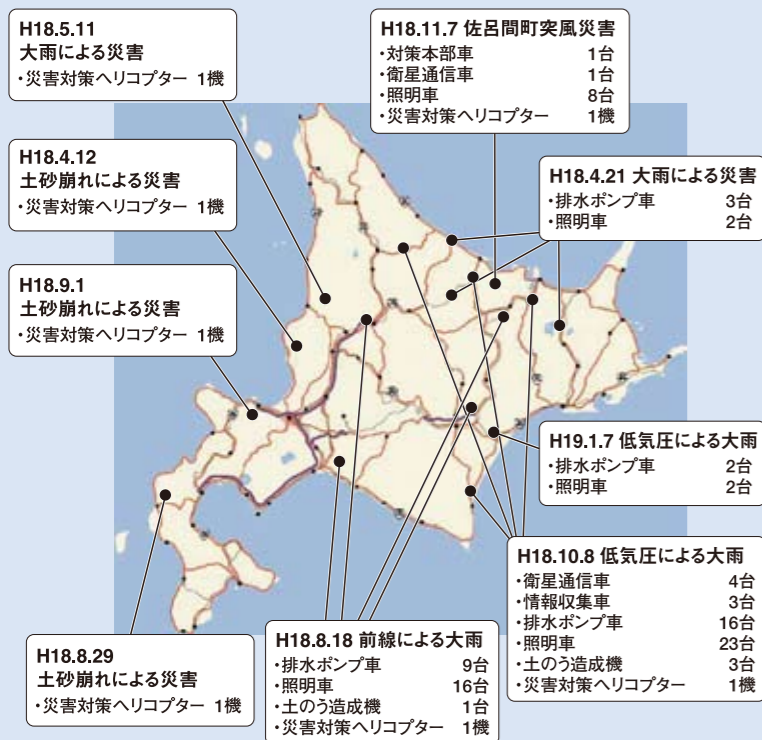 H18.5.11
大雨による災害
・災害対策ヘリコプター 1機
H18.11.7 佐呂間町突風災害
・対策本部車 1台
・衛星通信車 1台
・照明車 8台
・災害対策ヘリコプター 1機
H18.4.12
土砂崩れによる災害
・災害対策ヘリコプター 1機
H18.4.21 大雨による災害
・排水ポンプ車 3台
・照明車 2台
H18.9.1
土砂崩れによる災害
・災害対策ヘリコプター 1機
H19.1.7 低気圧による大雨
・排水ポンプ車 2台
・照明車 2台
H18.10.8 低気圧による大雨
・衛星通信車 4台
・情報収集車 3台
・排水ポンプ車 16台
・照明車 23台
・土のう造成機 3台
・災害対策ヘリコプター 1機
H18.8.29
土砂崩れによる災害
・災害対策ヘリコプター 1機
H18.8.18 前線による大雨
・排水ポンプ車 9台
・照明車 16台
・土のう造成機 1台
・災害対策ヘリコプター 1機